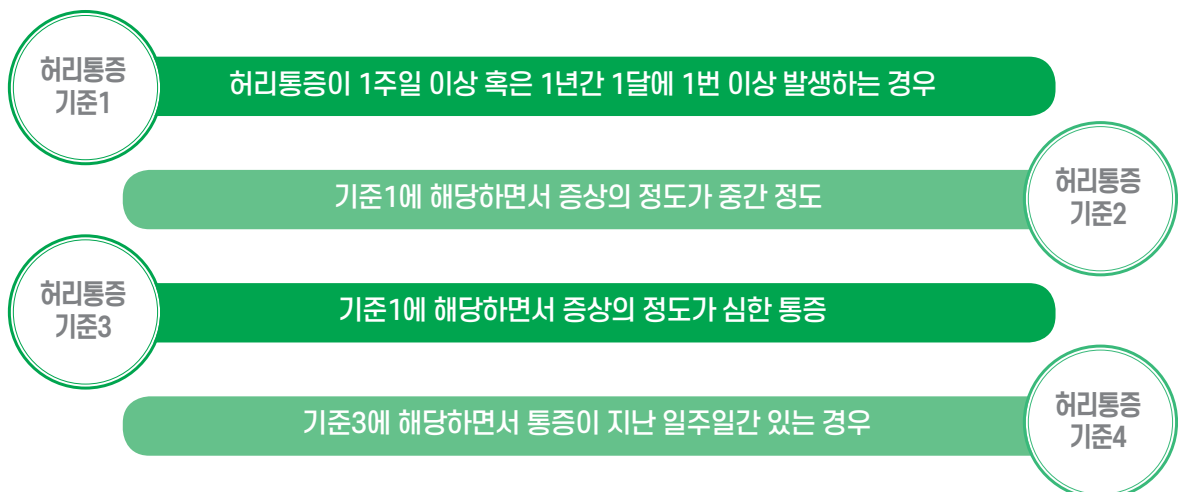 허리통증
기준1
허리통증이 1주일 이상 혹은 1년간 1달에 1번 이상 발생하는 경우
기준1에 해당하면서 증상의 정도가 중간 정도
허리통증
기준2
허리통증
기준3
기준1에 해당하면서 증상의 정도가 심한 통증
기준3에 해당하면서 통증이 지난 일주일간 있는 경우
허리통증
기준4